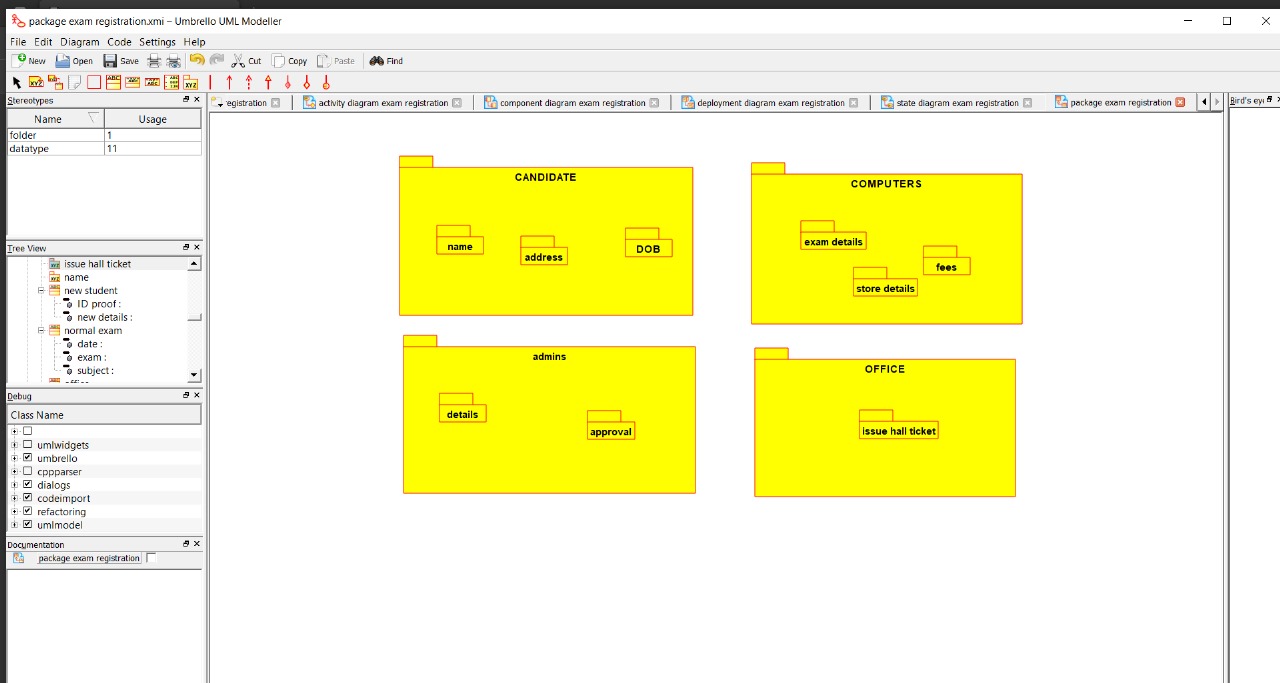 package exam registration.xmi – Umbrello UML Modeller
File Edit Diagram Code Settings Help
New Open Save Cut Copy Paste Find
Stereotypes
Name Usage
folder 1
datatype 11
Tree View
issue hall ticket
name
new student
ID proof :
new details :
normal exam
date :
exam :
subject :
Debug
Class Name
umlwidgets
umbrello
cppparser
dialogs
codeimport
refactoring
umlmodel
Documentation
package exam registration
egistration activity diagram exam registration component diagram exam registration deployment diagram exam registration state diagram exam registration package exam registration
CANDIDATE
name
address
DOB
COMPUTERS
exam details
store details
fees
admins
details
approval
OFFICE
issue hall ticket
Bird's ey